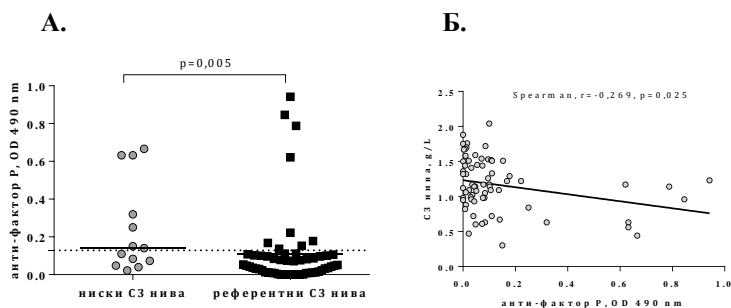 А.
Б.
p=0,005
анти-фактор P, OD 490 nm
1.0
0.8
0.6
0.4
0.2
0.0
ниски C3 нива
референтни C3 нива
Spearman, r=-0,269, p=0,025
C3 нива, g/L
2.5
2.0
1.5
1.0
0.5
0.0
0.0 0.2 0.4 0.6 0.8 1.0
анти-фактор P, OD 490 nm